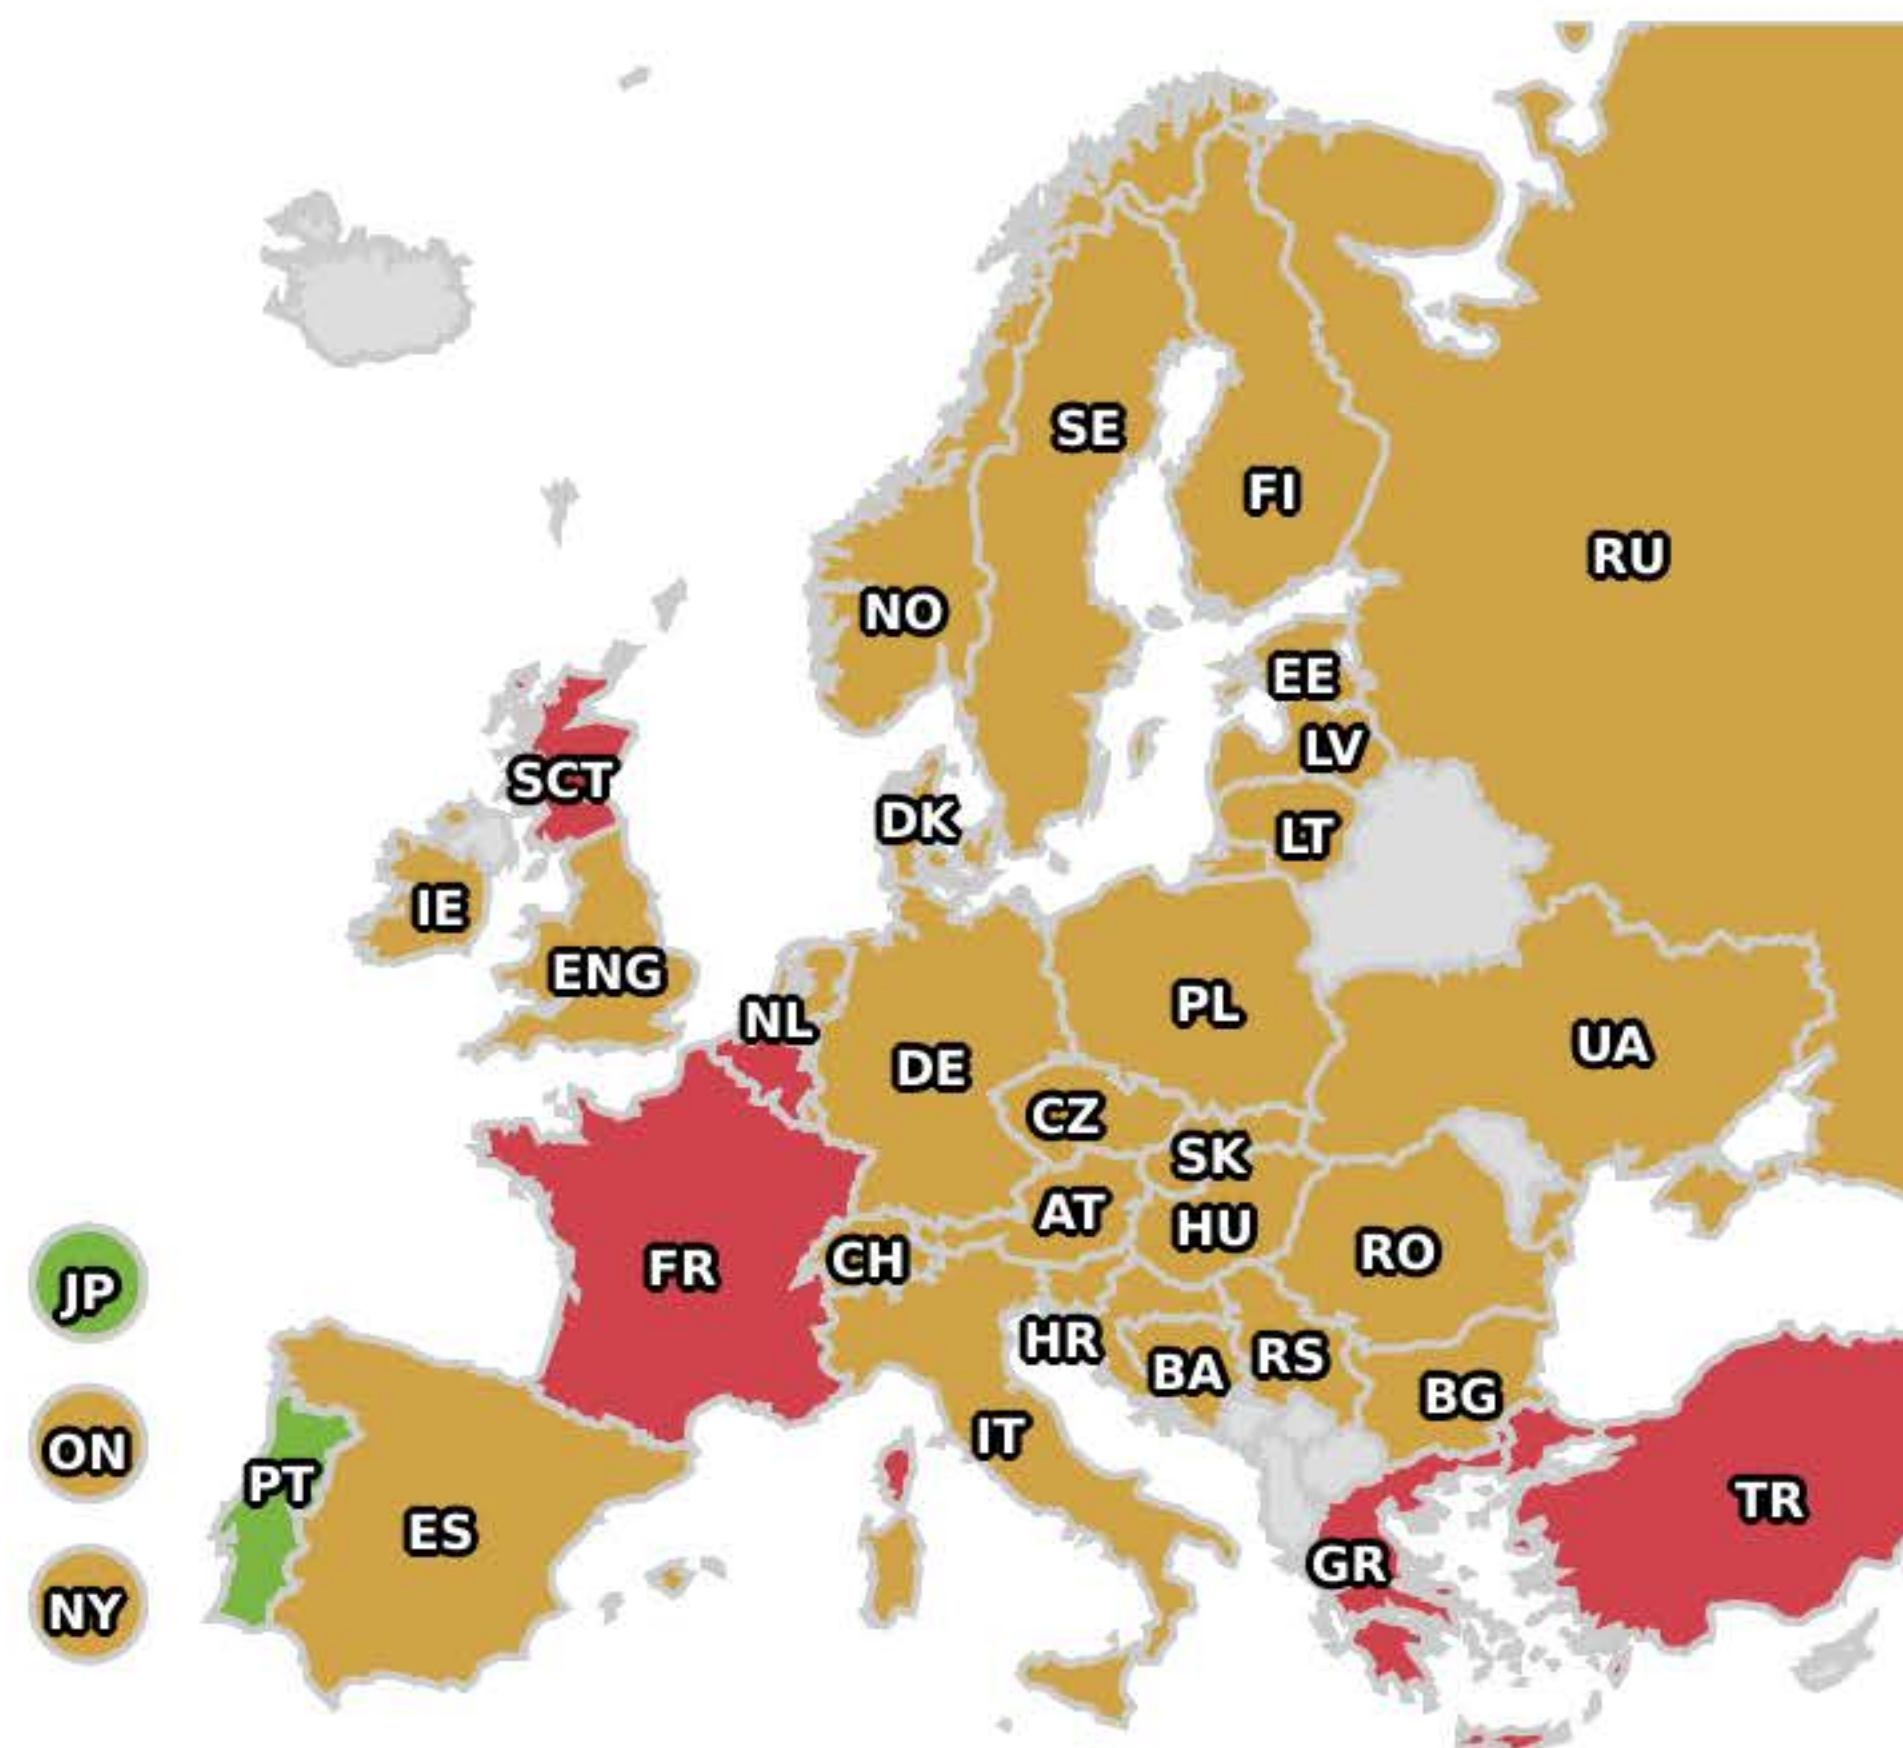 SE
FI
RU
NO
EE
LV
SCT
DK
LT
IE
ENG
NL
PL
DE
UA
CZ
SK
AT
HU
FR
CH
RO
JP
HR
BA
RS
BG
ON
IT
PT
TR
ES
GR
NY